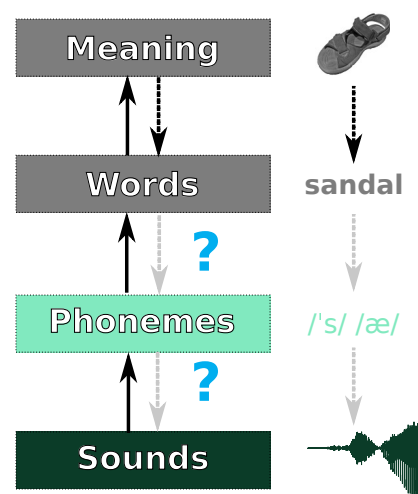 Meaning
Words
sandal
?
Phonemes
/ˈs/ /æ/
?
Sounds